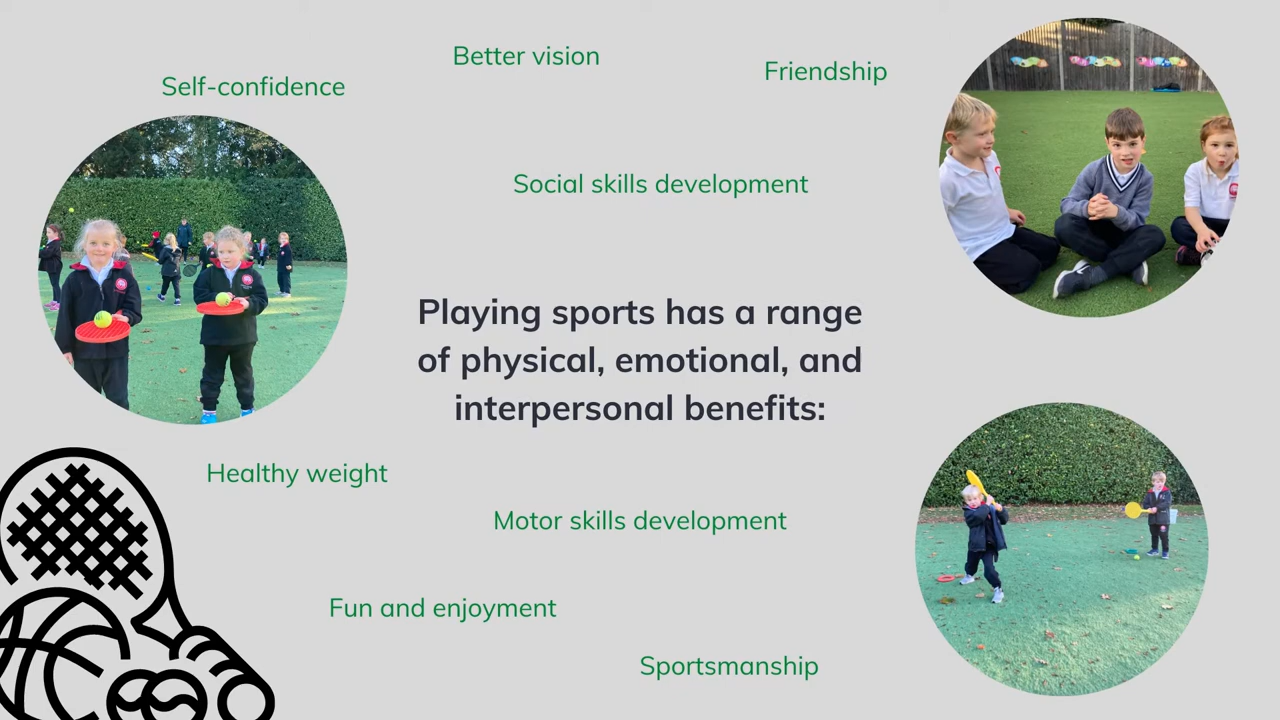 Better vision
Friendship
Self-confidence
Social skills development
Playing sports has a range
of physical, emotional, and
interpersonal benefits:
Healthy weight
Motor skills development
Fun and enjoyment
Sportsmanship